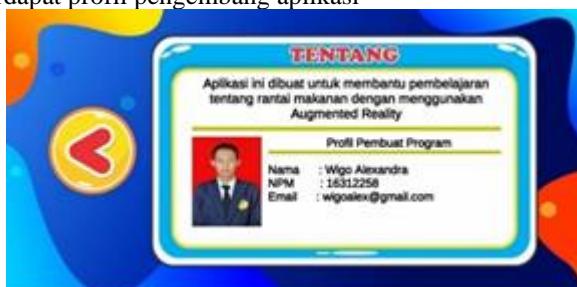 rdapat profil pengembang aplikasi
TENTANG
Aplikasi ini dibuat untuk membantu pembelajaran
tentang rantai makanan dengan menggunakan
Augmented Reality
Profil Pembuat Program
Nama : Wigo Alexandra
NPM : 16312258
Email : wigoalex@gmail.com